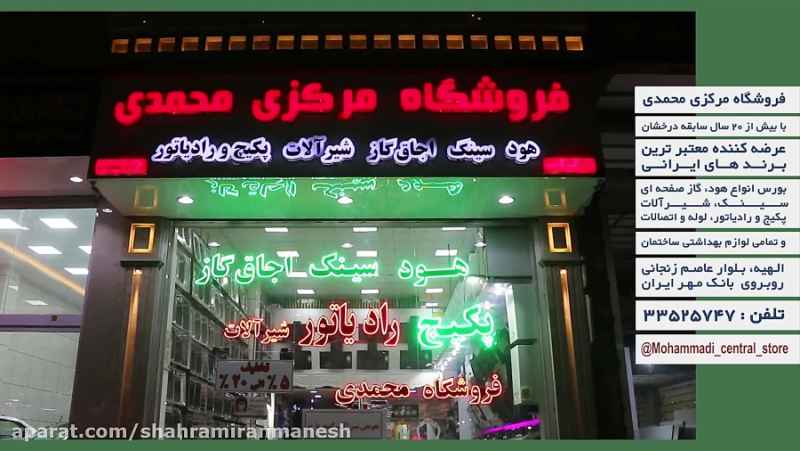 فروشگاه مرکزی محمدی
هود سینک اجاق گاز شیرآلات پکیج و رادیاتور
هود سینک اجاق گاز
پکیج رادیاتور شیرآلات
تخفیف
۵٪ الی ۲۰٪
فروشگاه محمدی
فروشگاه مرکزی محمدی
با بیش از ۲۰ سال سابقه درخشان
عرضه کننده معتبر ترین
برند های ایرانی
بورس انواع هود، گاز صفحه ای
سینک، شیرآلات
پکیج و رادیاتور، لوله و اتصالات
و تمامی لوازم بهداشتی ساختمان
الهیه، بلوار عاصم زنجانی
روبروی بانک مهر ایران
تلفن : ۳۳۵۲۵۷۴۷
@Mohammadi_central_store
aparat.com/shahramiranmanesh